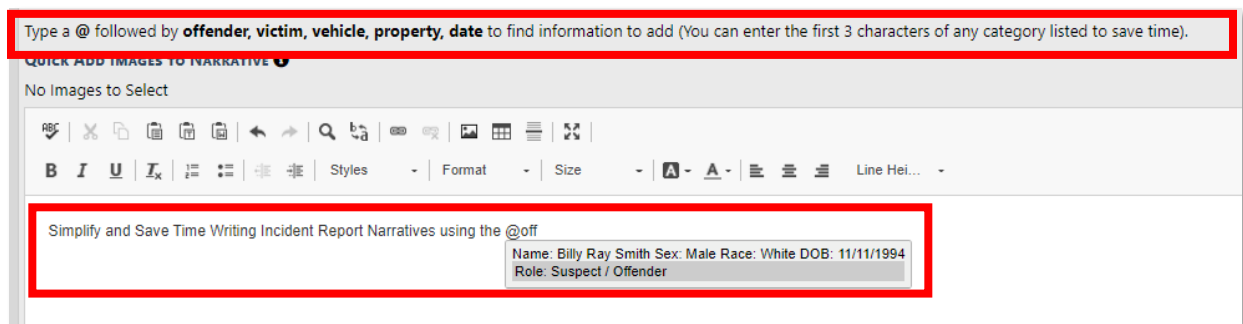 Type a @ followed by offender, victim, vehicle, property, date to find information to add (You can enter the first 3 characters of any category listed to save time).
QUICK ADD IMAGES TO NARRATIVE
No Images to Select
ABC
B I U Ix Styles Format Size A A Line Hei...
Simplify and Save Time Writing Incident Report Narratives using the @off
Name: Billy Ray Smith Sex: Male Race: White DOB: 11/11/1994
Role: Suspect / Offender